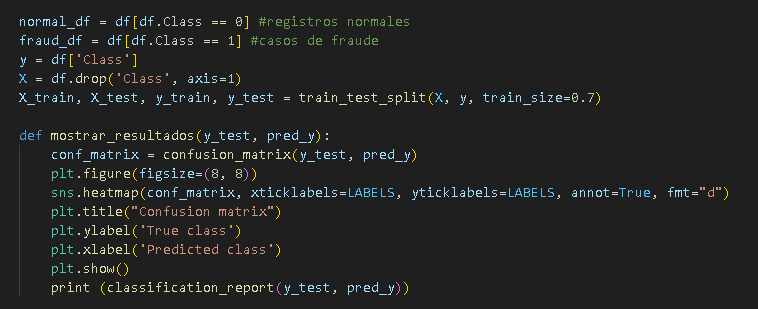 normal_df = df[df.Class == 0] #registros normales
fraud_df = df[df.Class == 1] #casos de fraude
y = df['Class']
X = df.drop('Class', axis=1)
X_train, X_test, y_train, y_test = train_test_split(X, y, train_size=0.7)

def mostrar_resultados(y_test, pred_y):
    conf_matrix = confusion_matrix(y_test, pred_y)
    plt.figure(figsize=(8, 8))
    sns.heatmap(conf_matrix, xticklabels=LABELS, yticklabels=LABELS, annot=True, fmt="d")
    plt.title("Confusion matrix")
    plt.ylabel('True class')
    plt.xlabel('Predicted class')
    plt.show()
    print (classification_report(y_test, pred_y))